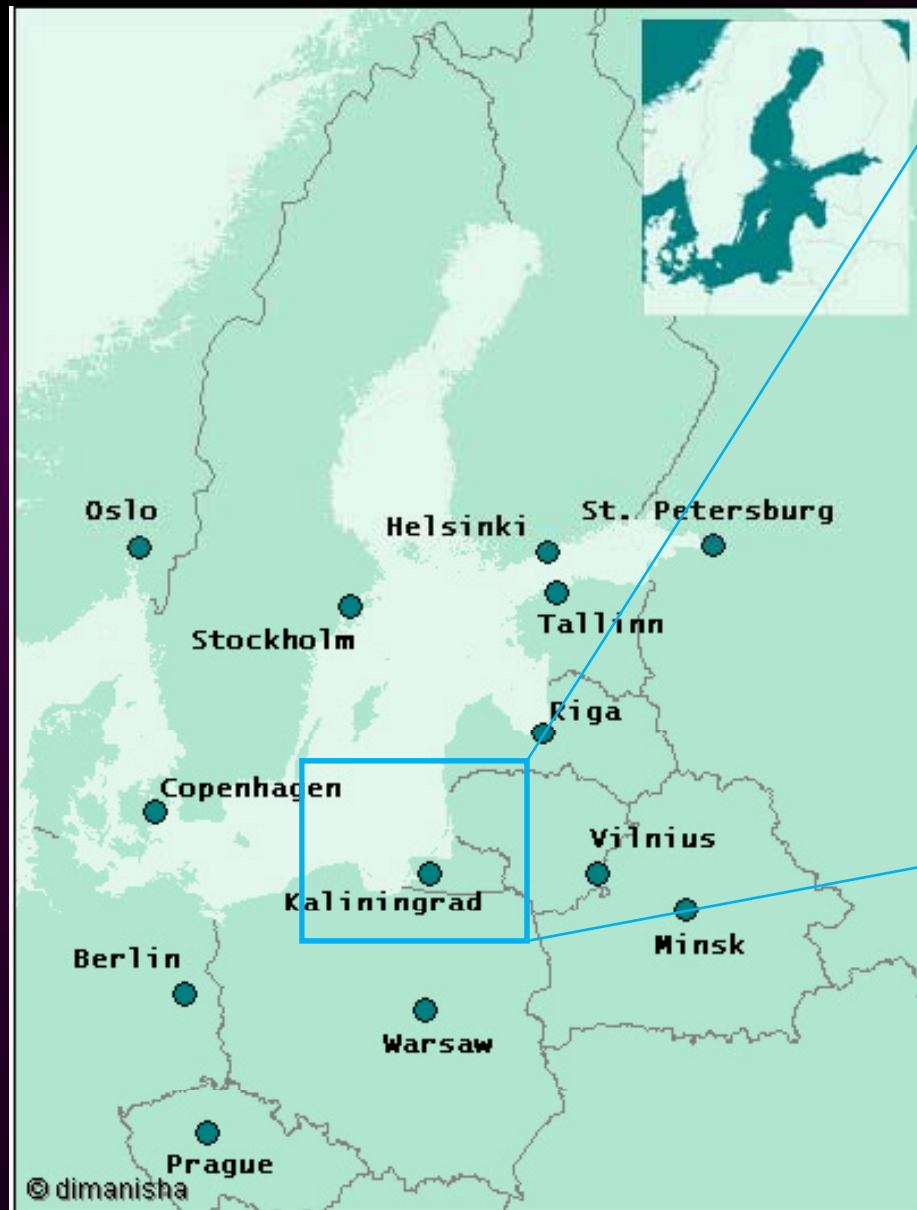 Oslo
Helsinki
St. Petersburg
Stockholm
Tallinn
Riga
Copenhagen
Vilnius
Kaliningrad
Minsk
Berlin
Warsaw
Prague
© dimanisha